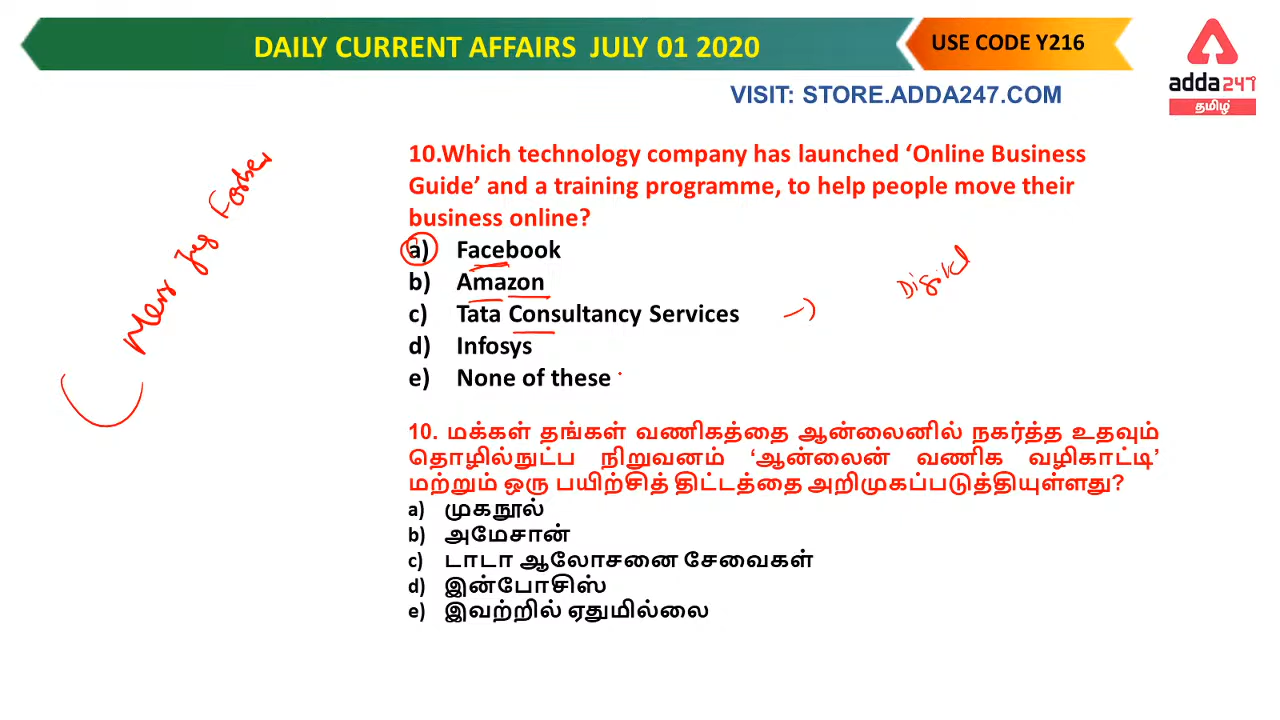 DAILY CURRENT AFFAIRS JULY 01 2020
USE CODE Y216
adda247
தமிழ்
VISIT: STORE.ADDA247.COM
10.Which technology company has launched ‘Online Business
Guide’ and a training programme, to help people move their
business online?
a) Facebook
b) Amazon
c) Tata Consultancy Services
d) Infosys
e) None of these
Digital
10. மக்கள் தங்கள் வணிகத்தை ஆன்லைனில் நகர்த்த உதவும்
தொழில்நுட்ப நிறுவனம் ‘ஆன்லைன் வணிக வழிகாட்டி’
மற்றும் ஒரு பயிற்சித் திட்டத்தை அறிமுகப்படுத்தியுள்ளது?
a) முகநூல்
b) அமேசான்
c) டாடா ஆலோசனை சேவைகள்
d) இன்போசிஸ்
e) இவற்றில் ஏதுமில்லை